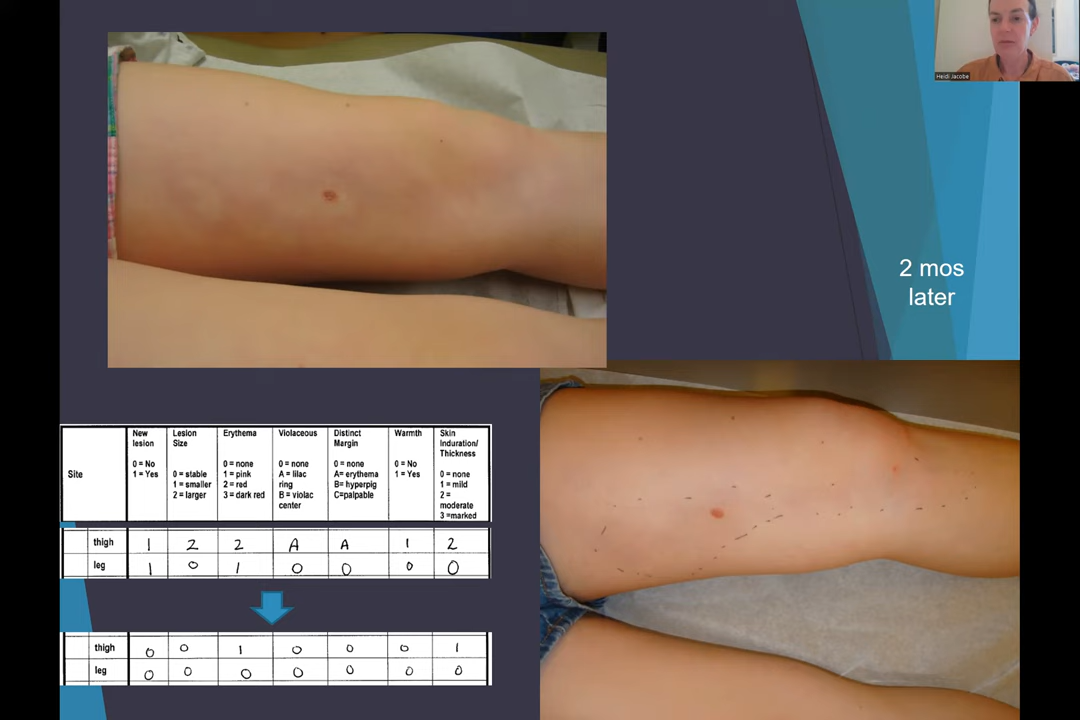 Heidi Jacobe
2 mos
later
Site
New lesion
0 = No
1 = Yes
Lesion Size
0 = stable
1 = smaller
2 = larger
Erythema
0 = none
1 = pink
2 = red
3 = dark red
Violaceous
0 = none
A = lilac ring
B = violac center
Distinct Margin
0 = none
A= erythema
B= hyperpig
C=palpable
Warmth
0 = No
1 = Yes
Skin Induration/ Thickness
0 = none
1 = mild
2 = moderate
3 =marked
thigh 1 2 2 A A 1 2
leg 1 0 1 0 0 0 0
thigh 0 0 1 0 0 0 1
leg 0 0 0 0 0 0 0